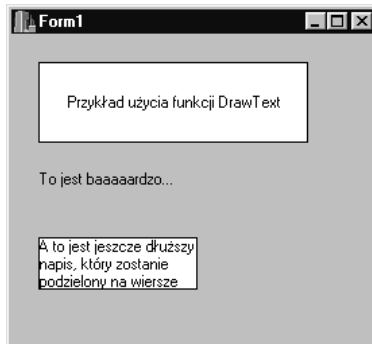 Form1
Przykład użycia funkcji DrawText
To jest baaaaardzo...
A to jest jeszcze dłuższy
napis, który zostanie
podzielony na wiersze